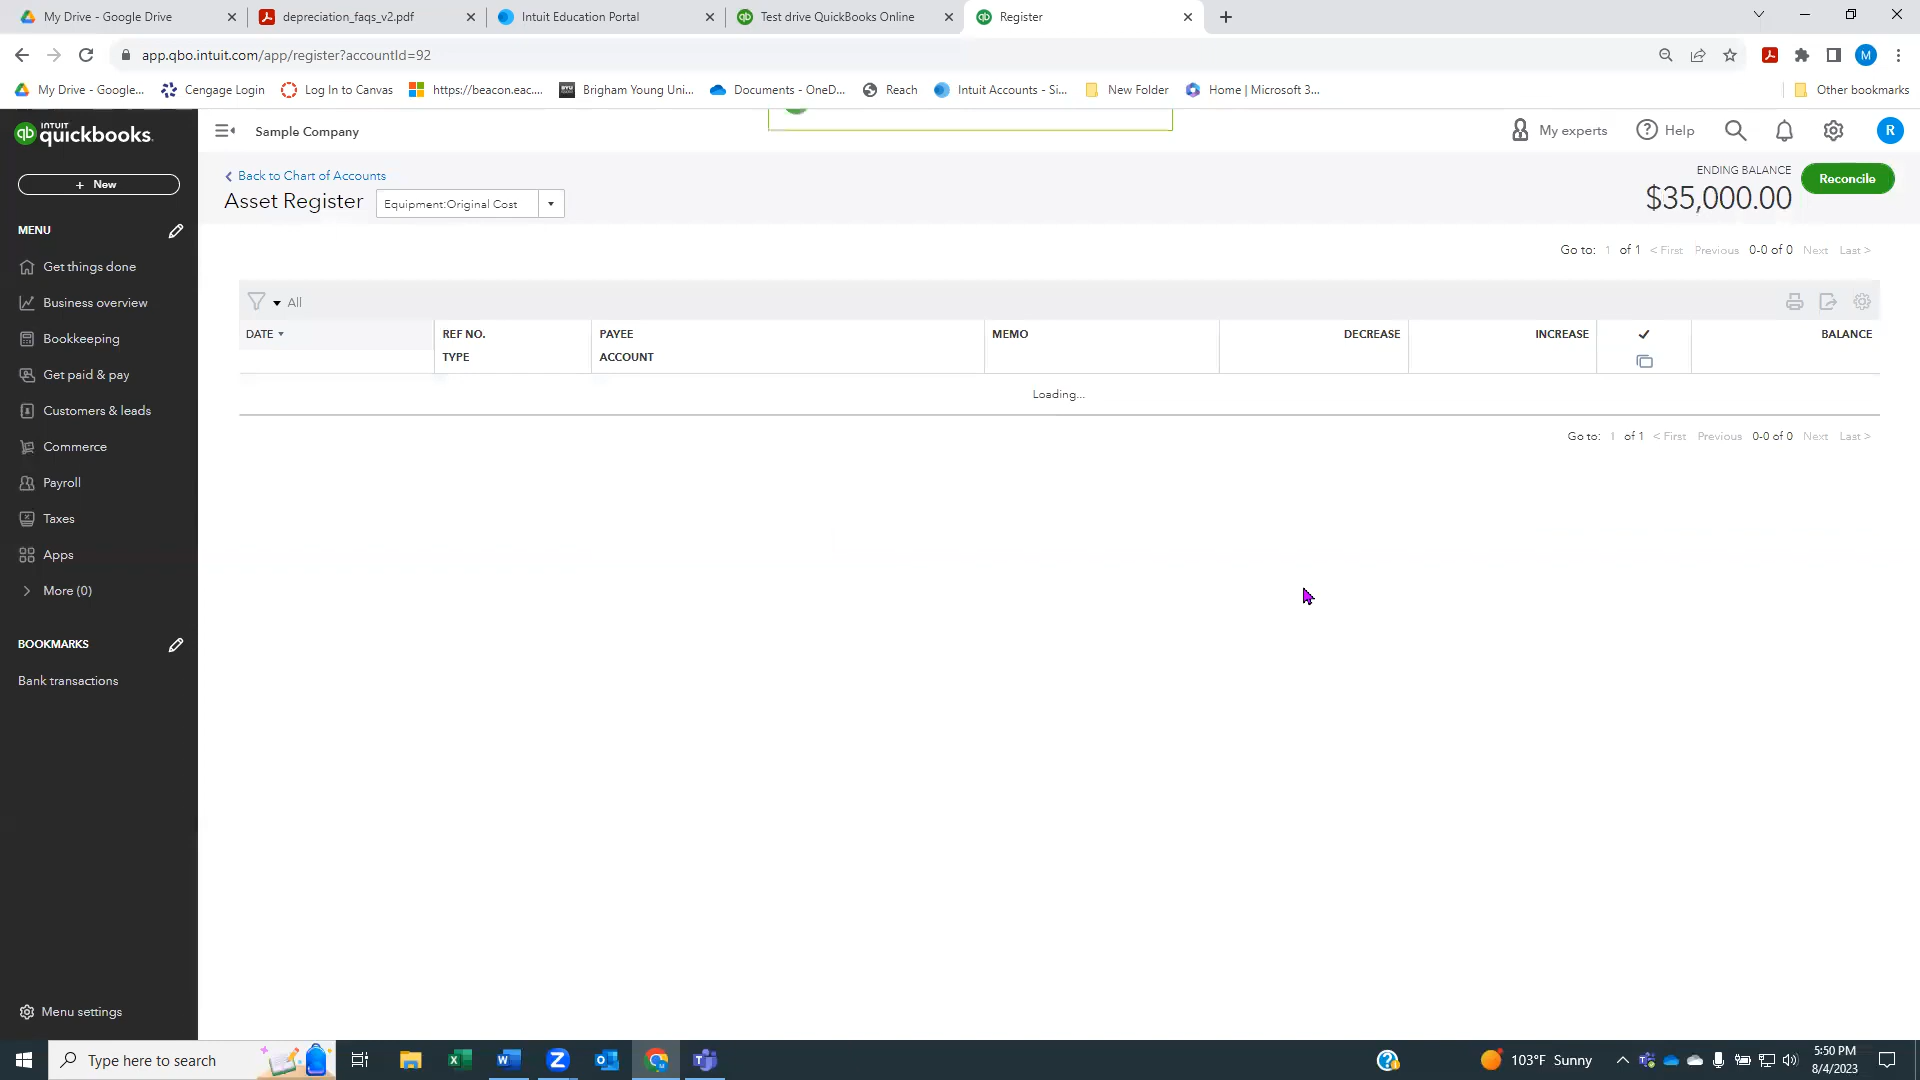 My Drive - Google Drive
depreciation_faqs_v2.pdf
Intuit Education Portal
Test drive QuickBooks Online
Register
app.qbo.intuit.com/app/register?accountId=92
M
My Drive - Google...
Cengage Login
Log In to Canvas
https://beacon.eac....
BYU
Brigham Young Uni...
Documents - OneD...
Reach
Intuit Accounts - Si...
New Folder
Home | Microsoft 3...
Other bookmarks
INTUIT
quickbooks.
Sample Company
My experts
Help
R
+ New
Back to Chart of Accounts
Asset Register
Equipment:Original Cost
ENDING BALANCE
$35,000.00
Reconcile
MENU
Get things done
Business overview
Bookkeeping
Get paid & pay
Customers & leads
Commerce
Payroll
Taxes
Apps
More (0)
BOOKMARKS
Bank transactions
Menu settings
Go to: 1 of 1 < First Previous 0-0 of 0 Next Last >
All
DATE
REF NO.
TYPE
PAYEE
ACCOUNT
MEMO
DECREASE
INCREASE
BALANCE
Loading...
Go to: 1 of 1 < First Previous 0-0 of 0 Next Last >
Type here to search
103°F Sunny
5:50 PM
8/4/2023